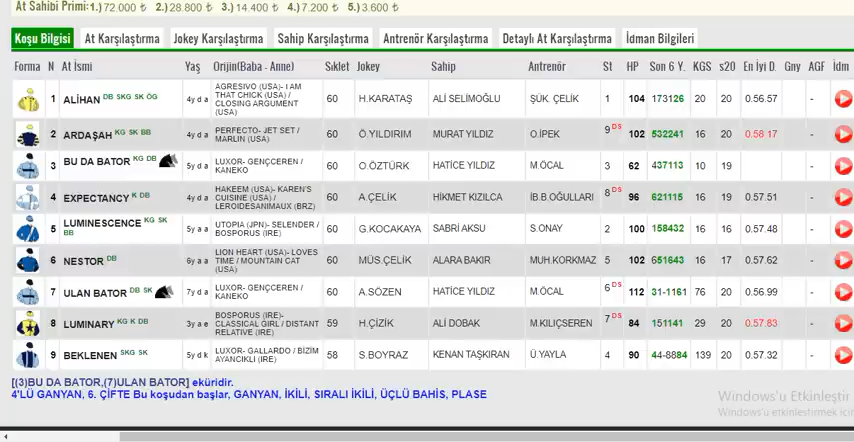 At Sahibi Primi: 1.) 72.000 ₺ 2.) 28.800 ₺ 3.) 14.400 ₺ 4.) 7.200 ₺ 5.) 3.600 ₺
Koşu Bilgisi At Karşılaştırma Jokey Karşılaştırma Sahip Karşılaştırma Antrenör Karşılaştırma Detaylı At Karşılaştırma İdman Bilgileri
Forma N At İsmi Yaş Orijin(Baba - Anne) Sıklet Jokey Sahip Antrenör St HP Son 6 Y. KGS s20 En İyi D. Gny AGF İdm
1 ALİHAN DB SKG SK ÖG 4y d a AGRESIVO (USA)- I AM THAT CHICK (USA) / CLOSING ARGUMENT (USA) 60 H.KARATAŞ ALİ SELİMOĞLU ŞÜK. ÇELİK 1 104 173126 20 20 0.56.57 -
2 ARDAŞAH KG SK BB 4y d a PERFECTO- JET SET / MARLIN (USA) 60 Ö.YILDIRIM MURAT YILDIZ O.İPEK 9 DS 102 532241 16 20 0.58.17 -
3 BU DA BATOR KG DB 5y d a LUXOR- GENÇCEREN / KANEKO 60 O.ÖZTÜRK HATİCE YILDIZ M.ÖCAL 3 62 437113 10 19 -
4 EXPECTANCY K DB 4y d a HAKEEM (USA)- KAREN'S CUISINE (USA) / LEROIDESANIMAUX (BRZ) 60 A.ÇELİK HİKMET KIZILCA İB.B.OĞULLARI 8 DS 96 621115 16 19 0.57.51 -
5 LUMINESCENCE KG SK BB 5y a a UTOPIA (JPN)- SELENDER / BOSPORUS (IRE) 60 G.KOCAKAYA SABRİ AKSU S.ONAY 2 100 158432 16 16 0.57.48 -
6 NESTOR DB 6y a a LION HEART (USA)- LOVES TIME / MOUNTAIN CAT (USA) 60 MÜS.ÇELİK ALARA BAKIR MUH.KORKMAZ 5 102 651643 16 17 0.57.62 -
7 ULAN BATOR DB SK 7y d a LUXOR- GENÇCEREN / KANEKO 60 A.SÖZEN HATİCE YILDIZ M.ÖCAL 6 DS 112 31-1161 76 20 0.56.99 -
8 LUMINARY KG K DB 3y a e BOSPORUS (IRE)- CLASSICAL GIRL / DISTANT RELATIVE (IRE) 59 H.ÇİZİK ALİ DOBAK M.KILIÇSEREN 7 DS 84 151141 29 20 0.57.83 -
9 BEKLENEN SKG SK 5y d k LUXOR- GALLARDO / BİZİM AYANCIKLI (IRE) 58 S.BOYRAZ KENAN TAŞKIRAN Ü.YAYLA 4 90 44-8884 139 20 0.57.32 -
[(3)BU DA BATOR,(7)ULAN BATOR] eküridir.
4'LÜ GANYAN, 6. ÇİFTE Bu koşudan başlar, GANYAN, İKİLİ, SIRALI İKİLİ, ÜÇLÜ BAHİS, PLASE
Windows'u Etkinleştir
Windows'u etkinleştirmek için